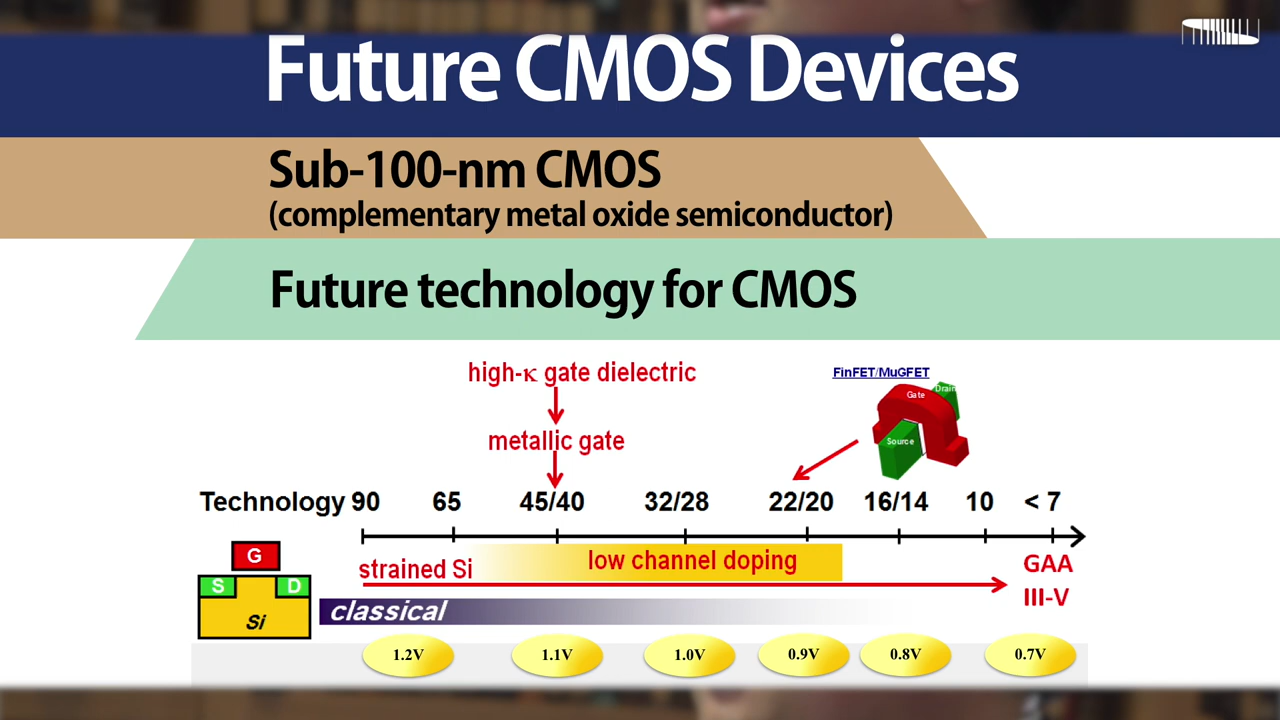 Future CMOS Devices
Sub-100-nm CMOS
(complementary metal oxide semiconductor)
Future technology for CMOS
high-κ gate dielectric
metallic gate
FinFET/MuGFET
Drain
Gate
Source
Technology 90 65 45/40 32/28 22/20 16/14 10 < 7
G
S D
Si
strained Si
low channel doping
GAA
III-V
classical
1.2V 1.1V 1.0V 0.9V 0.8V 0.7V